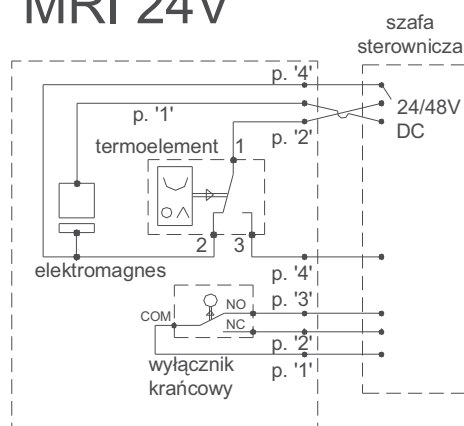 MRI 24V
szafa
sterownicza
p. '4'
p. '1'
24/48V
DC
p. '2'
termoelement
1
2
3
elektromagnes
p. '4'
p. '3'
NO
COM
NC
p. '2'
wyłącznik
krańcowy
p. '1'